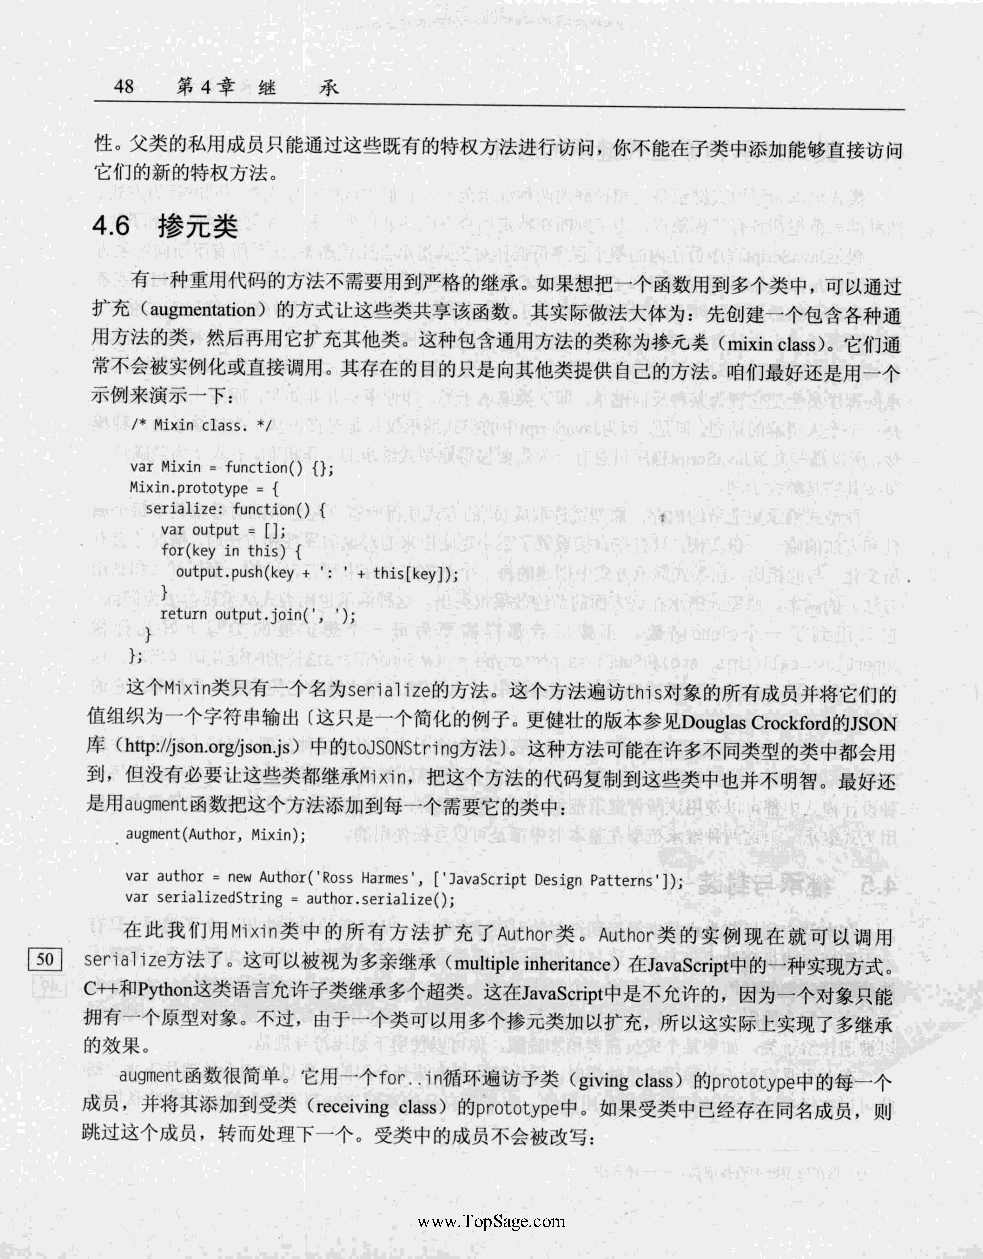 48 第4章 继 承
性。父类的私用成员只能通过这些既有的特权方法进行访问，你不能在子类中添加能够直接访问
它们的新的特权方法。
4.6 掺元类
有一种重用代码的方法不需要用到严格的继承。如果想把一个函数用到多个类中，可以通过
扩充（augmentation）的方式让这些类共享该函数。其实际做法大体为：先创建一个包含各种通
用方法的类，然后再用它扩充其他类。这种包含通用方法的类称为掺元类（mixin class）。它们通
常不会被实例化或直接调用。其存在的目的只是向其他类提供自己的方法。咱们最好还是用一个
示例来演示一下：
/* Mixin class. */
var Mixin = function() {};
Mixin.prototype = {
serialize: function() {
var output = [];
for(key in this) {
output.push(key + ': ' + this[key]);
}
return output.join(', ');
}
};
这个Mixin类只有一个名为serialize的方法。这个方法遍访this对象的所有成员并将它们的
值组织为一个字符串输出〔这只是一个简化的例子。更健壮的版本参见Douglas Crockford的JSON
库（http://json.org/json.js）中的toJSONString方法〕。这种方法可能在许多不同类型的类中都会用
到，但没有必要让这些类都继承Mixin，把这个方法的代码复制到这些类中也并不明智。最好还
是用augment函数把这个方法添加到每一个需要它的类中：
augment(Author, Mixin);
var author = new Author('Ross Harmes', ['JavaScript Design Patterns']);
var serializedString = author.serialize();
在此我们用Mixin类中的所有方法扩充了Author类。Author类的实例现在就可以调用
50 serialize方法了。这可以被视为多亲继承（multiple inheritance）在JavaScript中的一种实现方式。
C++和Python这类语言允许子类继承多个超类。这在JavaScript中是不允许的，因为一个对象只能
拥有一个原型对象。不过，由于一个类可以用多个掺元类加以扩充，所以这实际上实现了多继承
的效果。
augment函数很简单。它用一个for..in循环遍访予类（giving class）的prototype中的每一个
成员，并将其添加到受类（receiving class）的prototype中。如果受类中已经存在同名成员，则
跳过这个成员，转而处理下一个。受类中的成员不会被改写：
www.TopSage.com